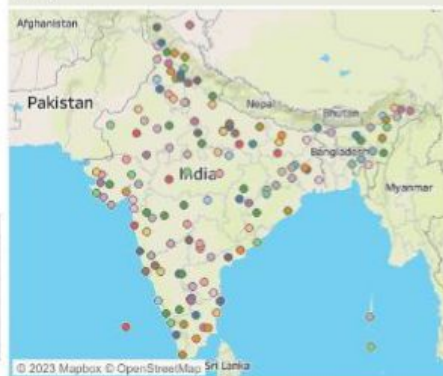 Afghanistan
Pakistan
Nepal
Bhutan
Bangladesh
India
Myanmar
Sri Lanka
© 2023 Mapbox © OpenStreetMap